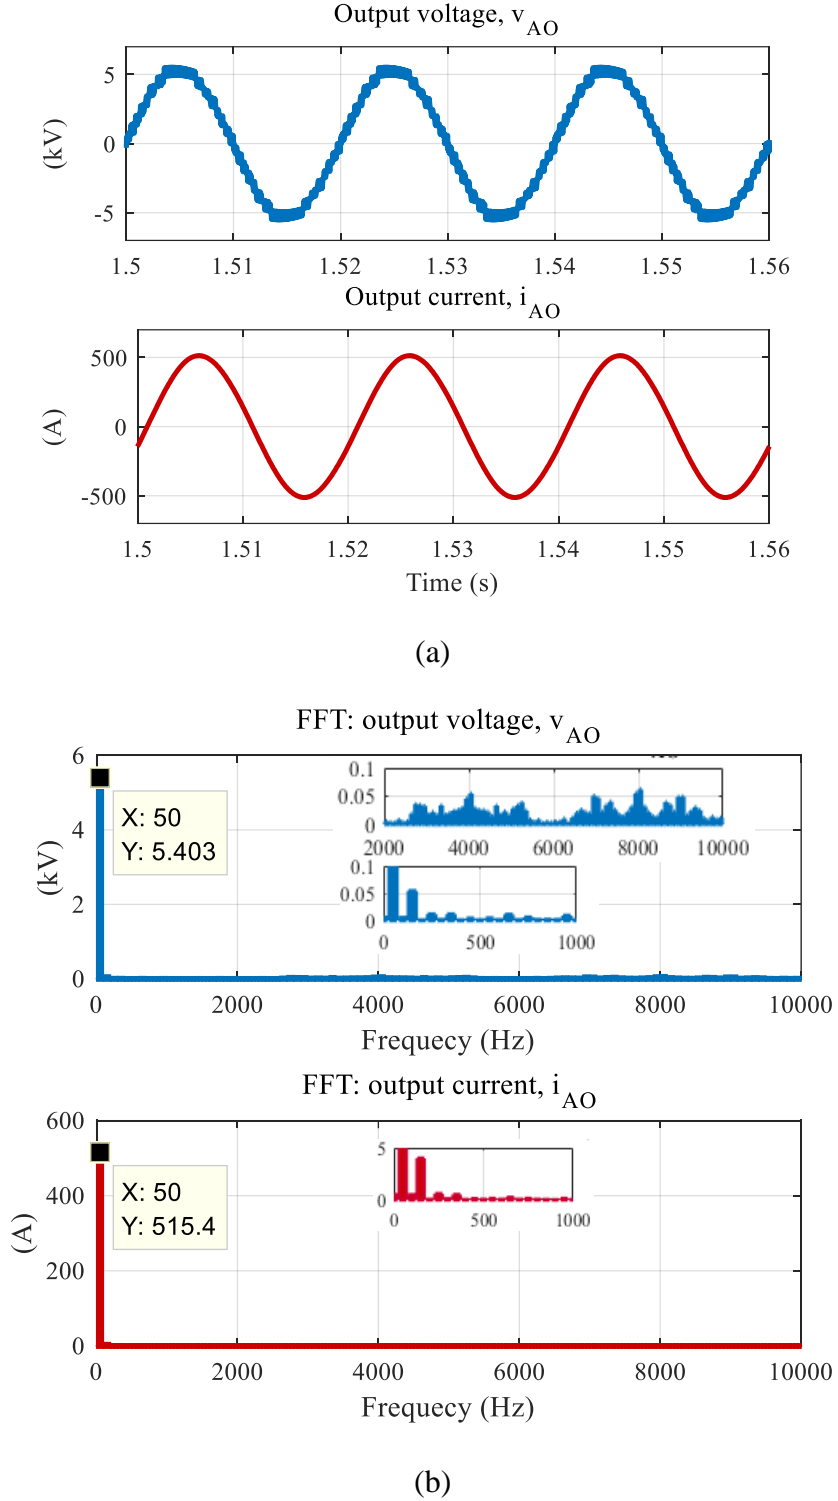 Output voltage, v_AO
5
0
-5
(kV)
1.5 1.51 1.52 1.53 1.54 1.55 1.56
Output current, i_AO
500
0
-500
(A)
1.5 1.51 1.52 1.53 1.54 1.55 1.56
Time (s)
(a)
FFT: output voltage, v_AO
6
4
2
0
(kV)
X: 50
Y: 5.403
0.1
0.05
0
2000 4000 6000 8000 10000
0.1
0.05
0
0 500 1000
0 2000 4000 6000 8000 10000
Frequecy (Hz)
FFT: output current, i_AO
600
400
200
0
(A)
X: 50
Y: 515.4
5
0
0 500 1000
0 2000 4000 6000 8000 10000
Frequecy (Hz)
(b)